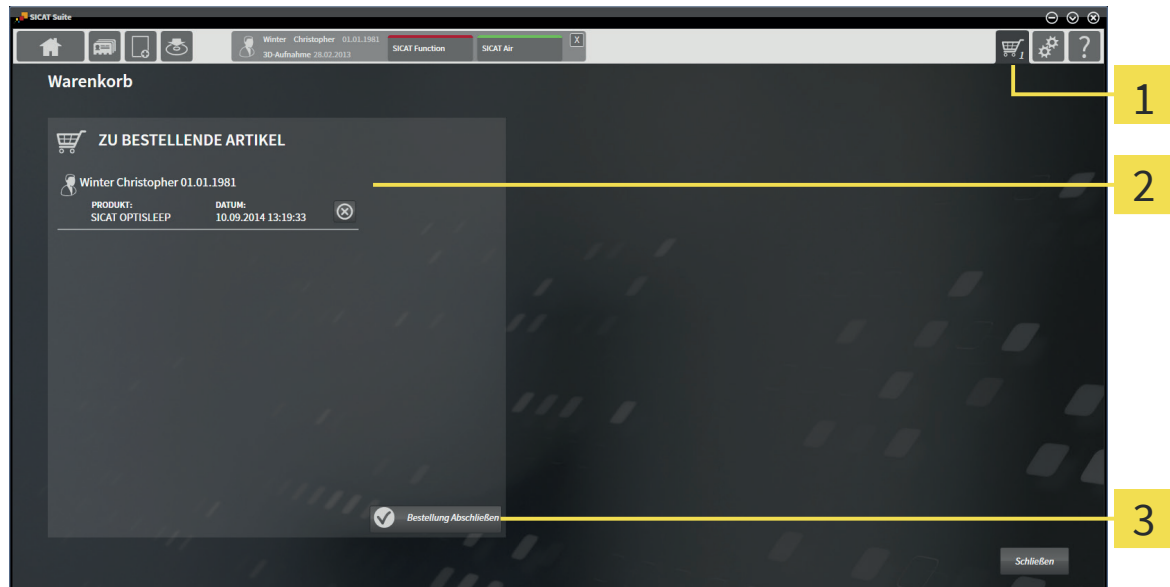 SICAT Suite
Winter Christopher 01.01.1981
3D-Aufnahme 28.02.2013
SICAT Function
SICAT Air
X
1
?
Warenkorb
1
ZU BESTELLENDE ARTIKEL
Winter Christopher 01.01.1981
2
PRODUKT: DATUM:
SICAT OPTISLEEP 10.09.2014 13:19:33
Bestellung Abschließen
3
Schließen